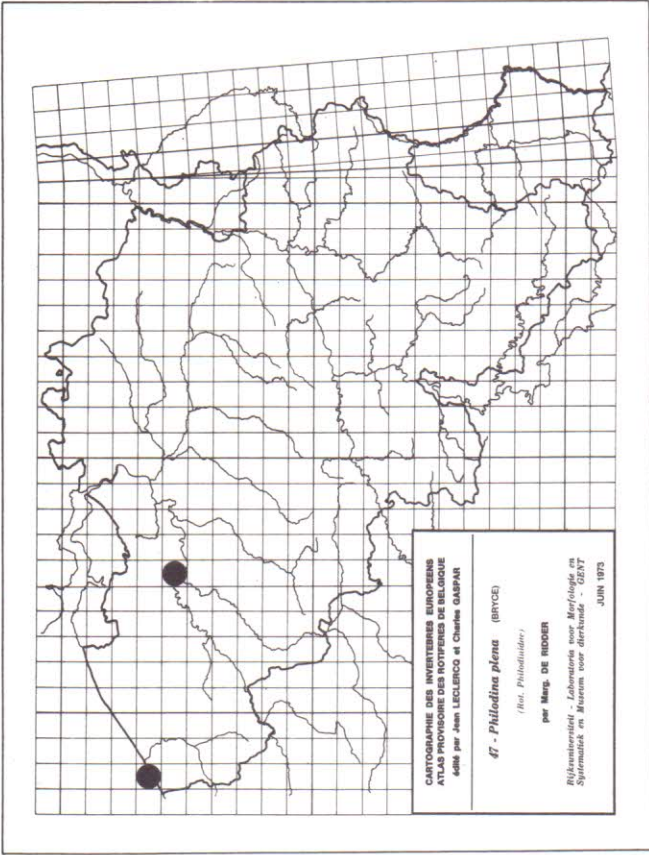 CARTOGRAPHIE DES INVERTEBRES EUROPEENS
ATLAS PROVISOIRE DES ROTIFERES DE BELGIQUE
édité par Jean LECLERCQ et Charles GASPAR
47 - Philodina plena (BRYCE)
(Rot. Philodinidae)
par Marg. DE RIDDER
Rijksuniversiteit - Laboratoria voor Morfologie en
Systematiek en Museum voor dierkunde - GENT
JUIN 1973